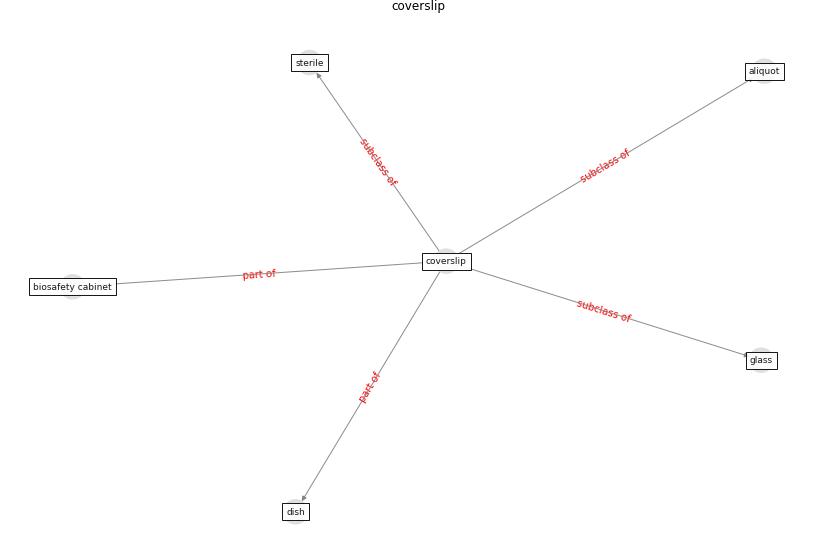 coverslip
sterile
aliquot
subclass of
subclass of
coverslip
part of
biosafety cabinet
subclass of
glass
part of
dish